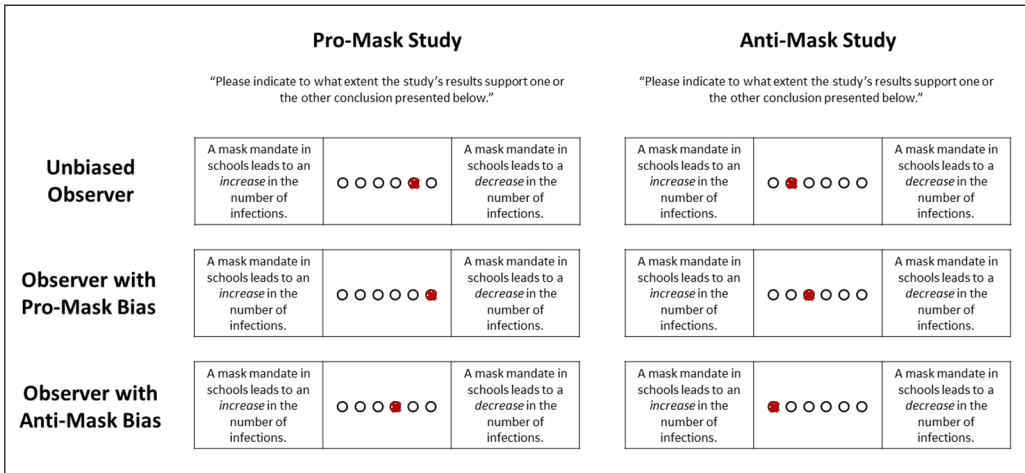 Pro-Mask Study
Anti-Mask Study
“Please indicate to what extent the study’s results support one or
the other conclusion presented below.”
“Please indicate to what extent the study’s results support one or
the other conclusion presented below.”
Unbiased
Observer
A mask mandate in
schools leads to an
increase in the
number of
infections.
A mask mandate in
schools leads to a
decrease in the
number of
infections.
A mask mandate in
schools leads to an
increase in the
number of
infections.
A mask mandate in
schools leads to a
decrease in the
number of
infections.
Observer with
Pro-Mask Bias
A mask mandate in
schools leads to an
increase in the
number of
infections.
A mask mandate in
schools leads to a
decrease in the
number of
infections.
A mask mandate in
schools leads to an
increase in the
number of
infections.
A mask mandate in
schools leads to a
decrease in the
number of
infections.
Observer with
Anti-Mask Bias
A mask mandate in
schools leads to an
increase in the
number of
infections.
A mask mandate in
schools leads to a
decrease in the
number of
infections.
A mask mandate in
schools leads to an
increase in the
number of
infections.
A mask mandate in
schools leads to a
decrease in the
number of
infections.